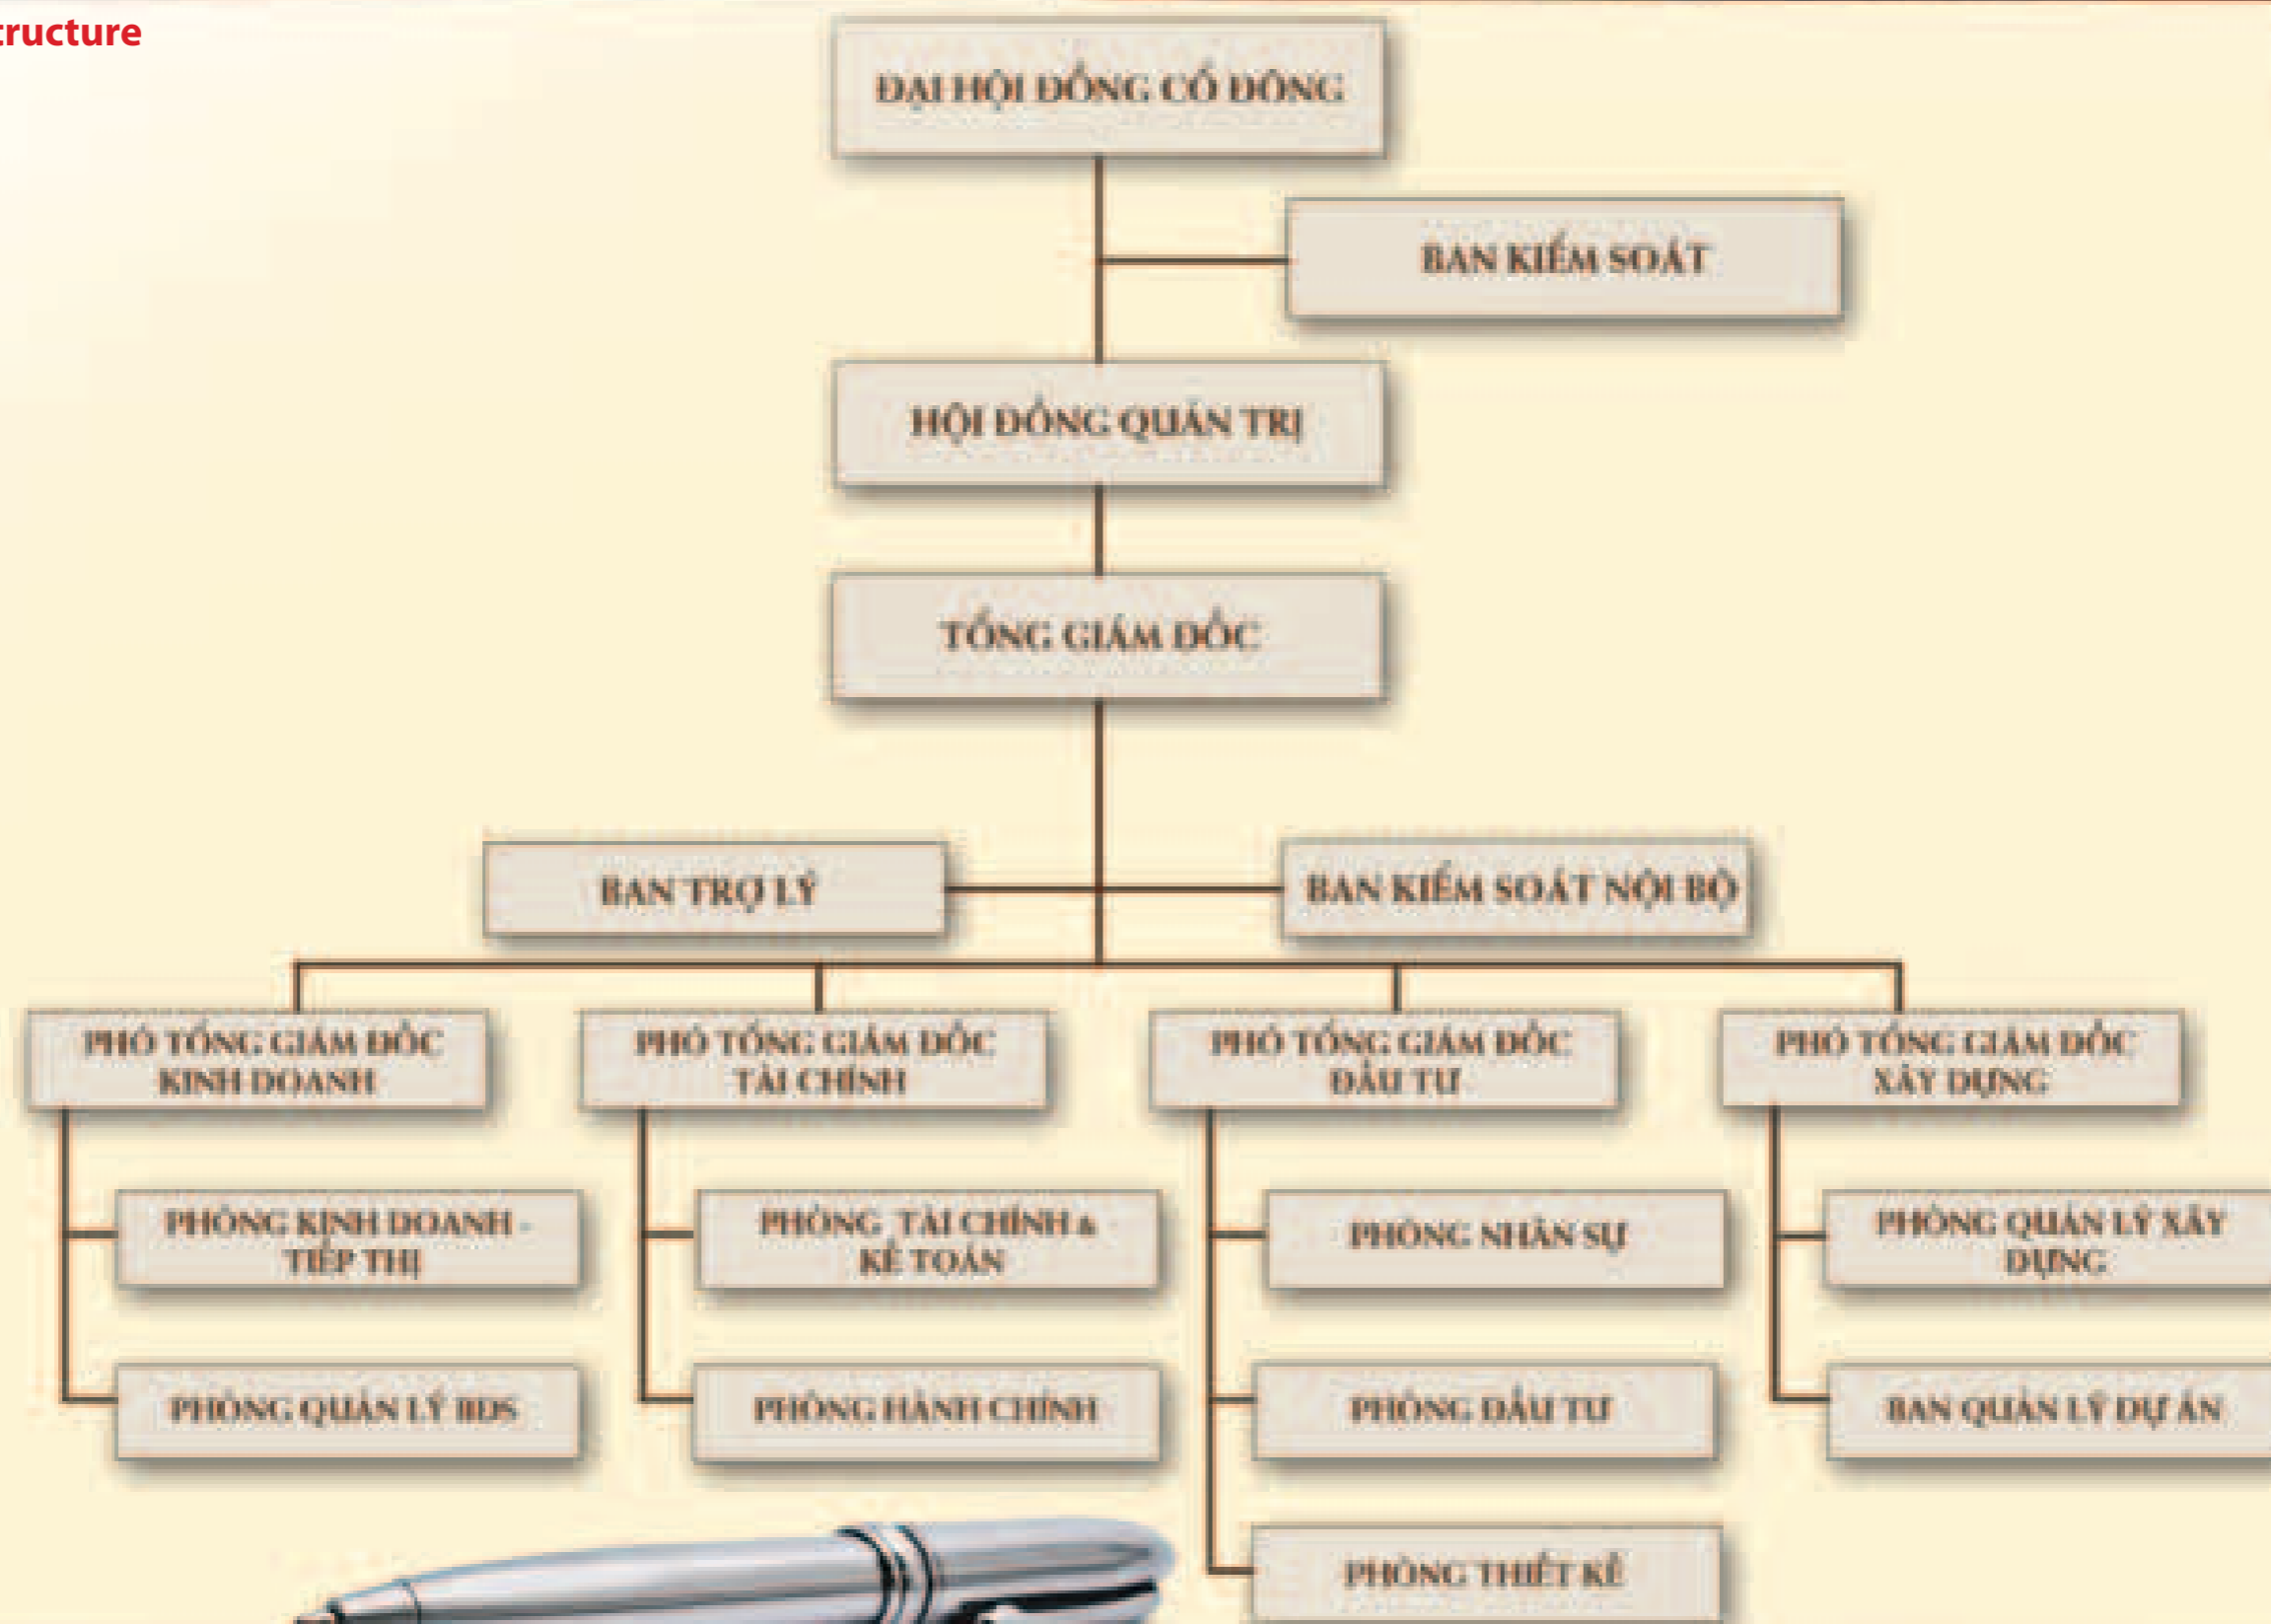 tructure
ĐẠI HỘI ĐỒNG CỔ ĐÔNG
BAN KIỂM SOÁT
HỘI ĐỒNG QUẢN TRỊ
TỔNG GIÁM ĐỐC
BAN TRỢ LÝ
BAN KIỂM SOÁT NỘI BỘ
PHÓ TỔNG GIÁM ĐỐC
KINH DOANH
PHÓ TỔNG GIÁM ĐỐC
TÀI CHÍNH
PHÓ TỔNG GIÁM ĐỐC
ĐẦU TƯ
PHÓ TỔNG GIÁM ĐỐC
XÂY DỰNG
PHÒNG KINH DOANH -
TIẾP THỊ
PHÒNG TÀI CHÍNH &
KẾ TOÁN
PHÒNG NHÂN SỰ
PHÒNG QUẢN LÝ XÂY
DỰNG
PHÒNG QUẢN LÝ BDS
PHÒNG HÀNH CHÍNH
PHÒNG ĐẦU TƯ
BAN QUẢN LÝ DỰ ÁN
PHÒNG THIẾT KẾ